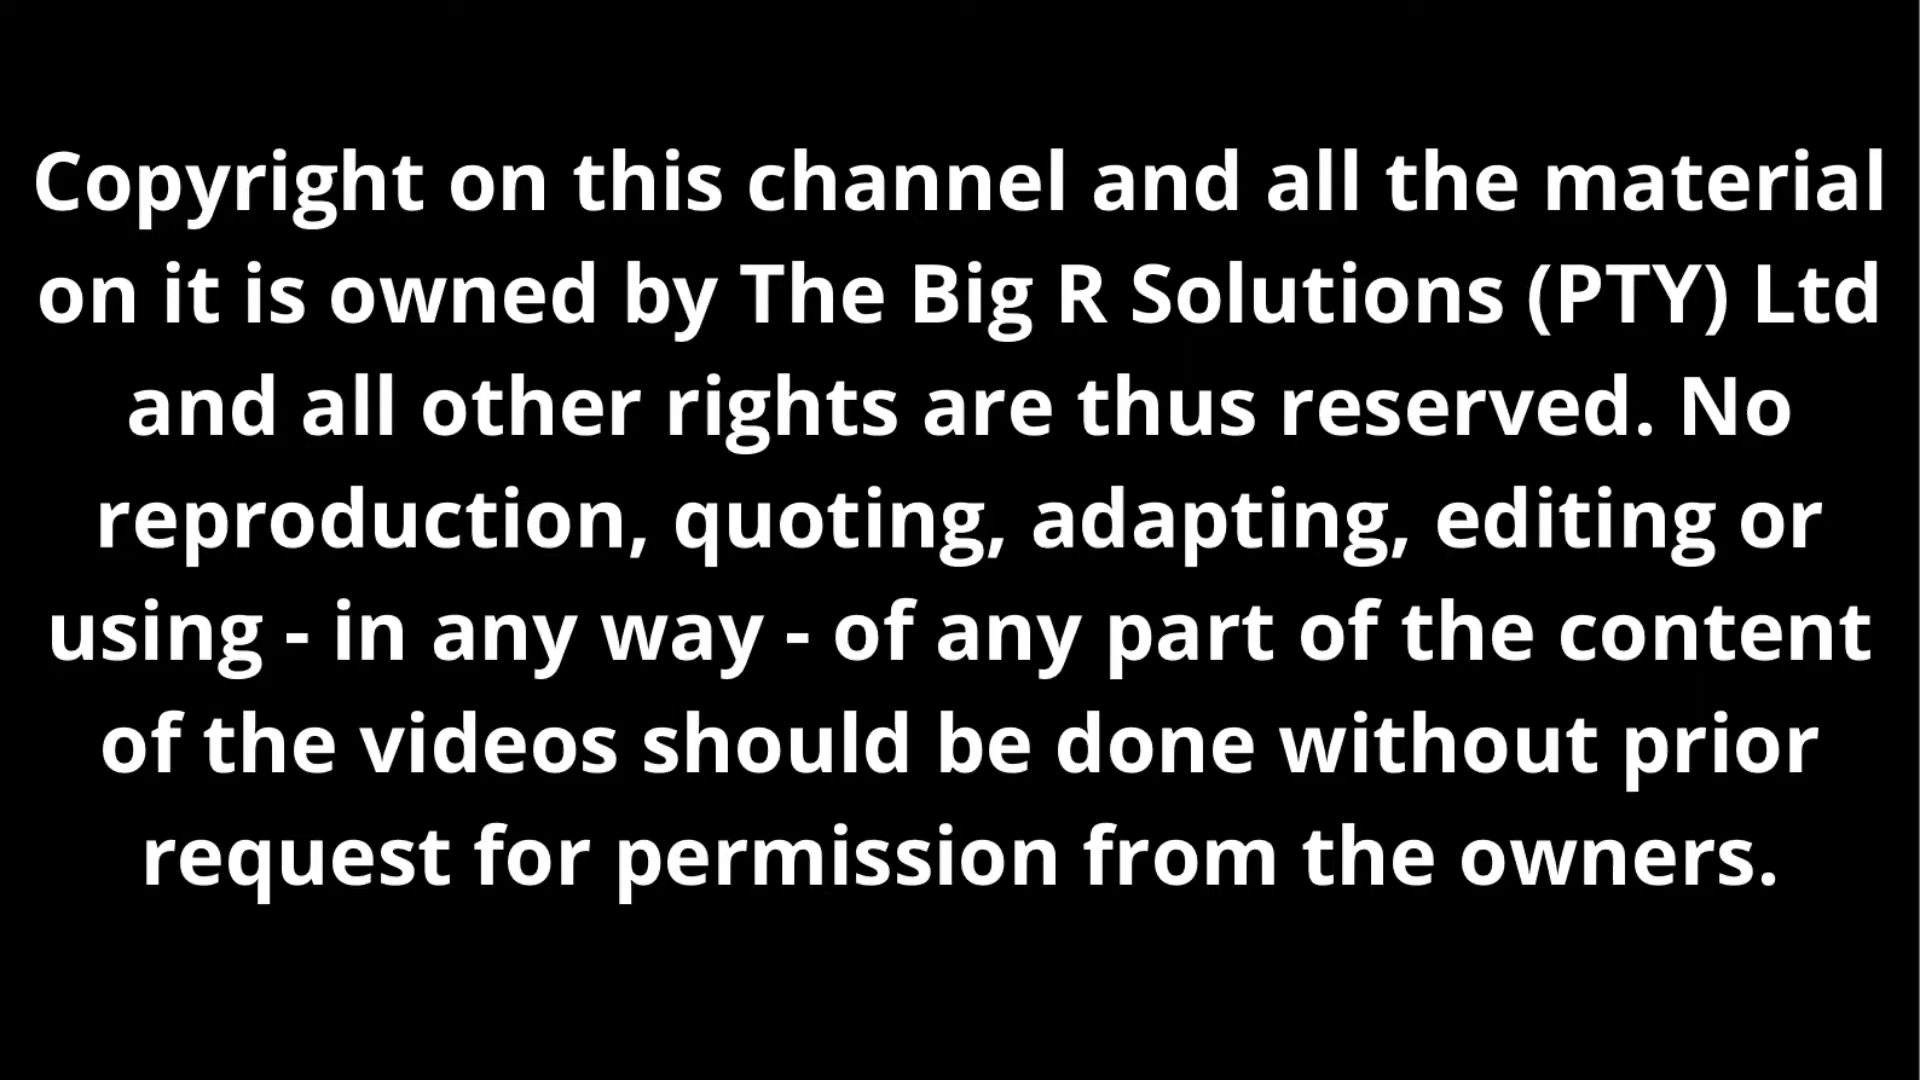 Copyright on this channel and all the material
on it is owned by The Big R Solutions (PTY) Ltd
and all other rights are thus reserved. No
reproduction, quoting, adapting, editing or
using - in any way - of any part of the content
of the videos should be done without prior
request for permission from the owners.